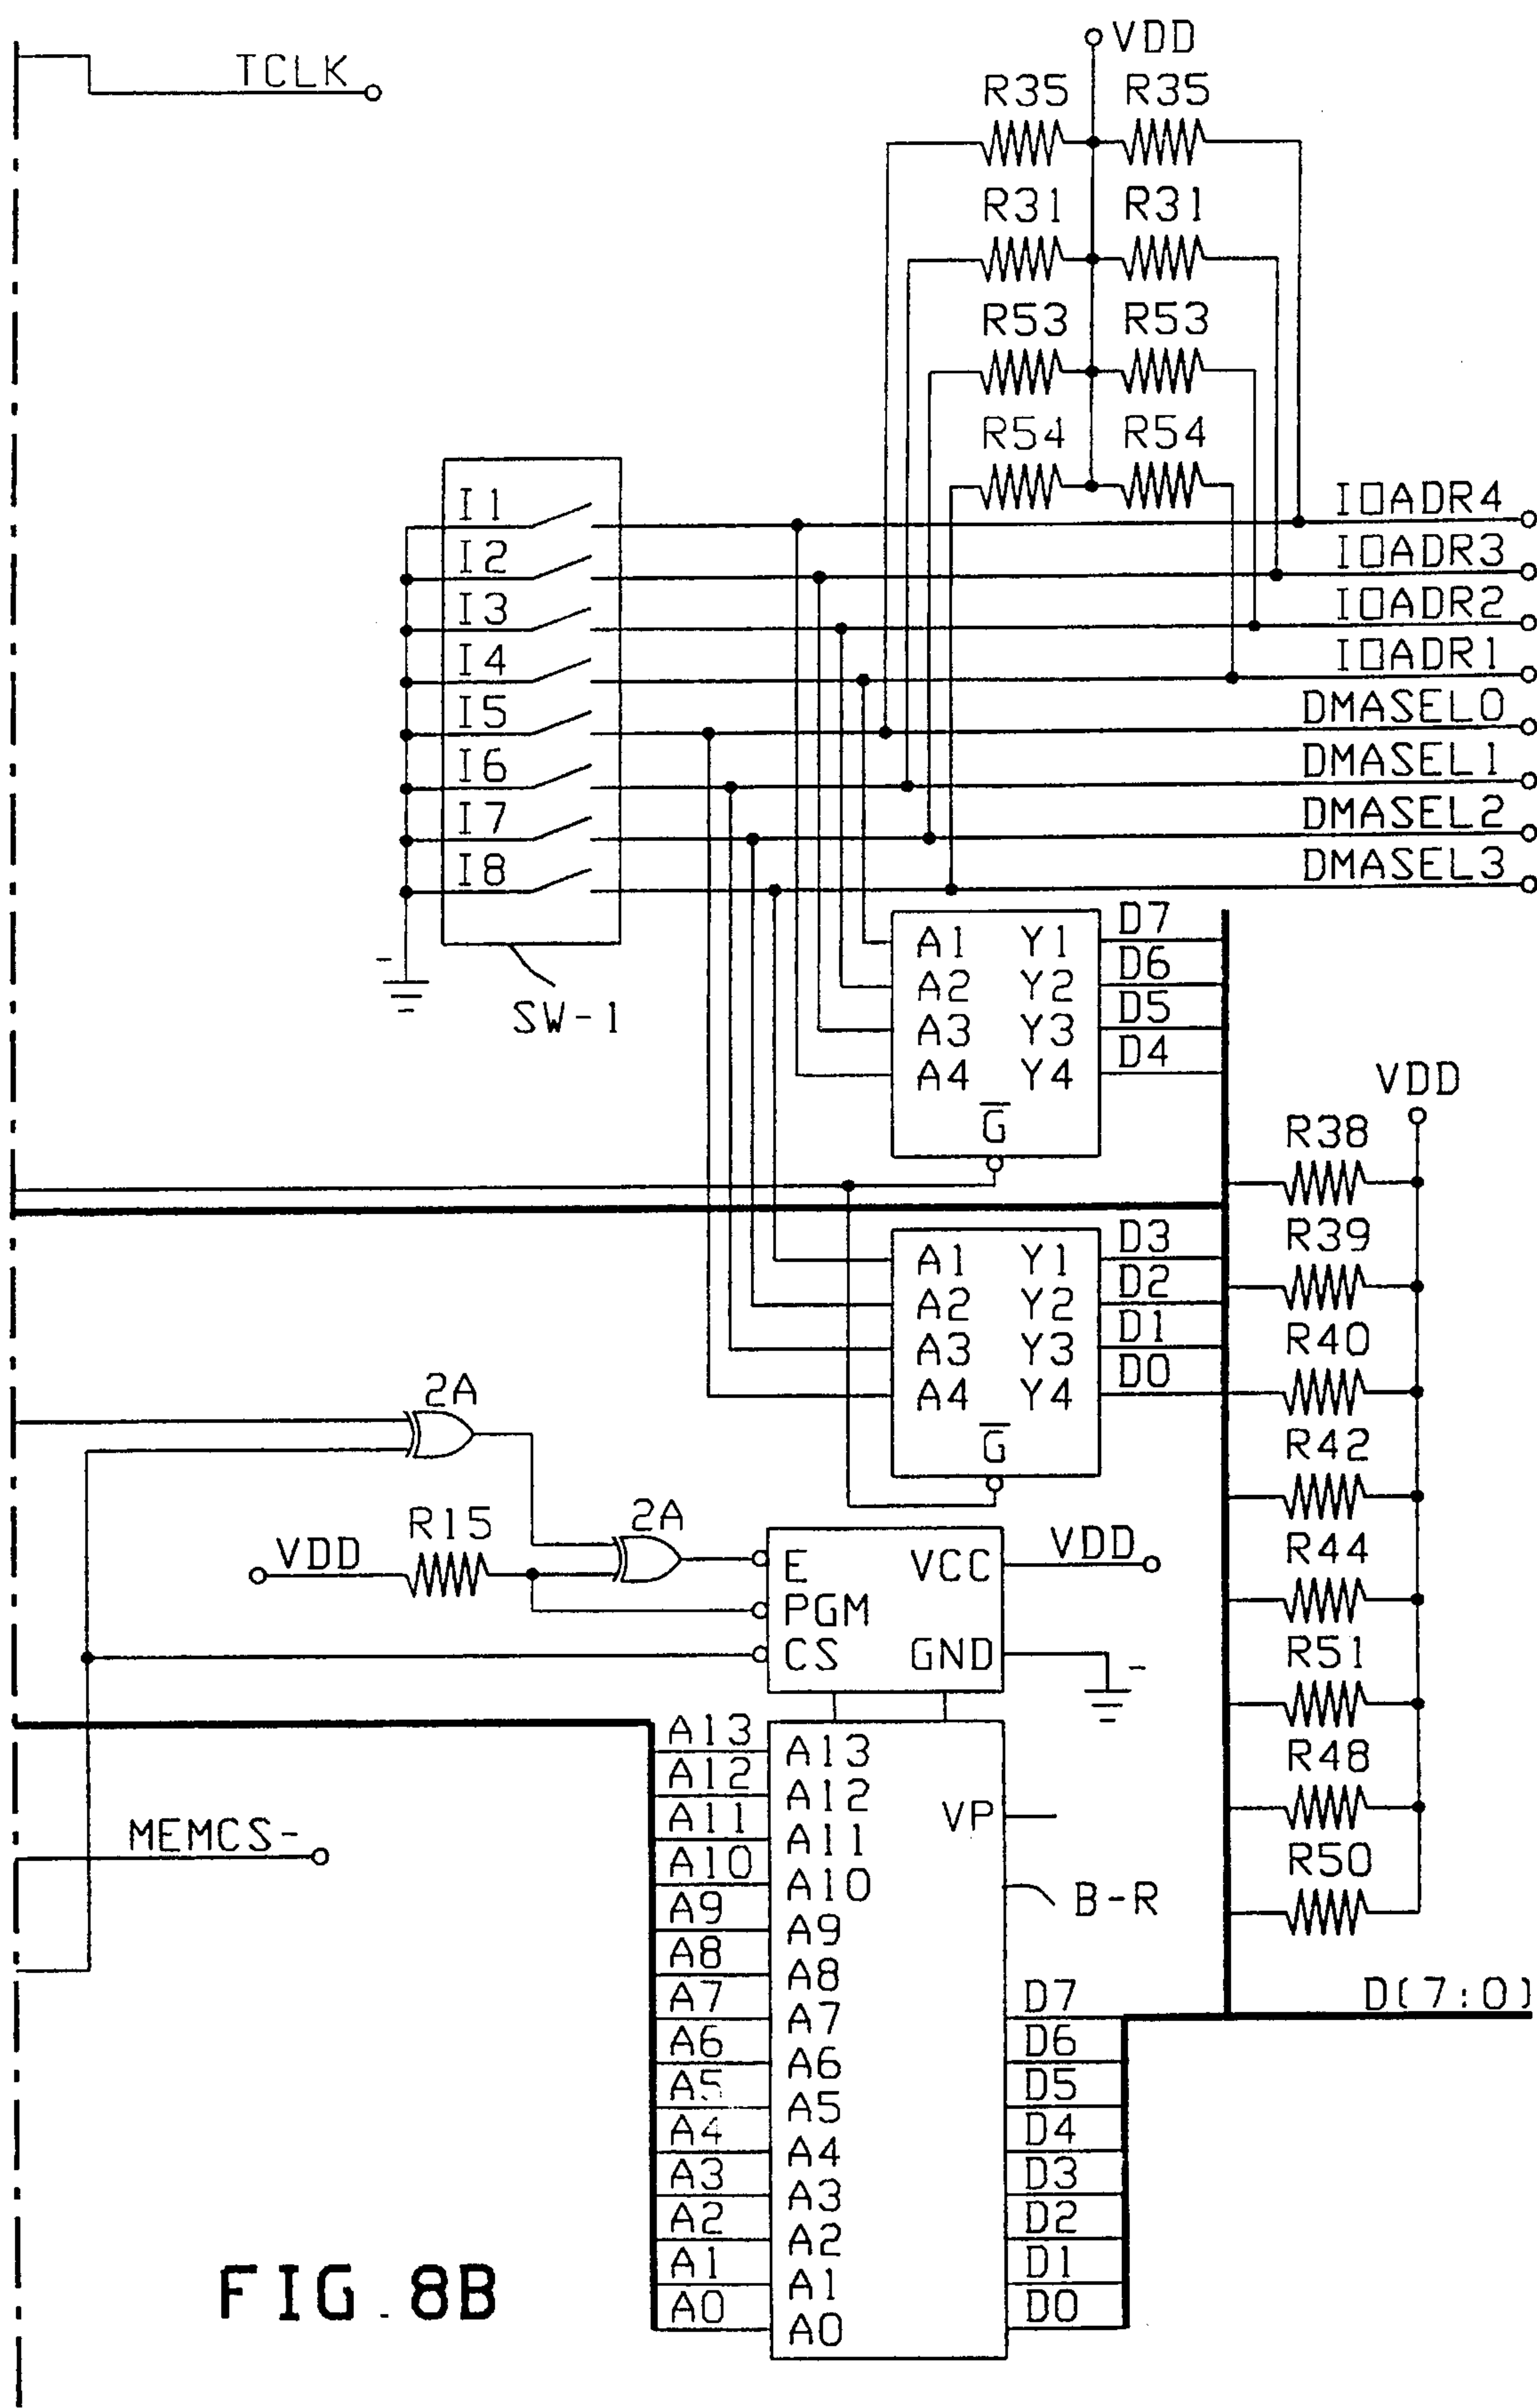 TCLK
VDD
R35 R35
R31 R31
R53 R53
R54 R54
I1
I2
I3
I4
I5
I6
I7
I8
SW-1
IOADR4
IOADR3
IOADR2
IOADR1
DMASEL0
DMASEL1
DMASEL2
DMASEL3
A1 Y1 D7
A2 Y2 D6
A3 Y3 D5
A4 Y4 D4
G̅
A1 Y1 D3
A2 Y2 D2
A3 Y3 D1
A4 Y4 D0
G̅
VDD
R38
R39
R40
R42
R44
R51
R48
R50
2A
VDD R15 2A
E VCC VDD
PGM
CS GND
A13 A13
A12 A12
A11 A11
A10 A10
A9 A9
A8 A8
A7 A7
A6 A6
A5 A5
A4 A4
A3 A3
A2 A2
A1 A1
A0 A0
VP
B-R
D7
D6
D5
D4
D3
D2
D1
D0
D(7:0)
MEMCS-
FIG. 8B